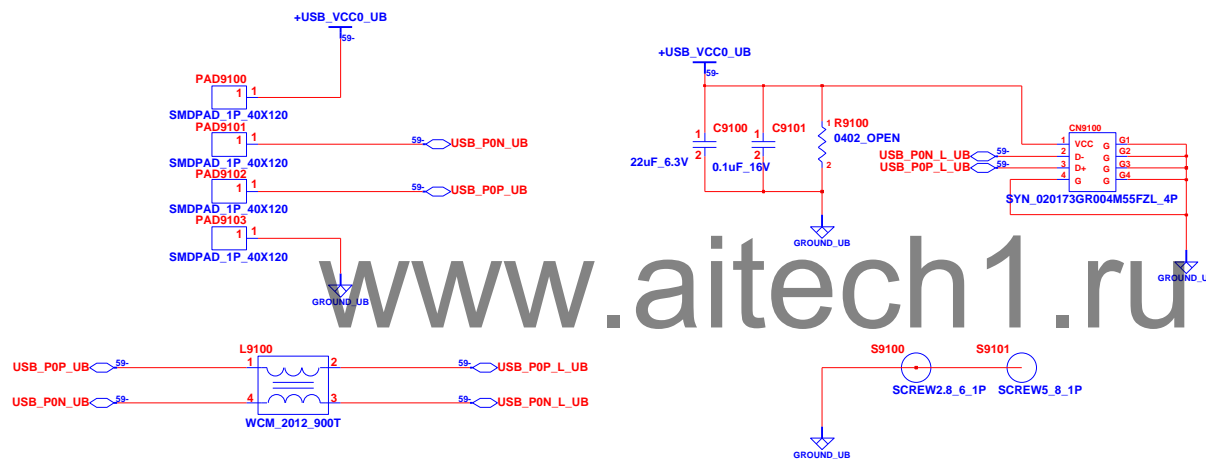 +USB_VCC0_UB
59-
PAD9100
1 1
SMDPAD_1P_40X120
PAD9101
1 1
59-
USB_P0N_UB
SMDPAD_1P_40X120
PAD9102
1 1
59-
USB_P0P_UB
SMDPAD_1P_40X120
PAD9103
1 1
SMDPAD_1P_40X120
GROUND_UB
+USB_VCC0_UB
59-
1 C9100
2
22uF_6.3V
1 C9101
2
0.1uF_16V
1 R9100
0402_OPEN
2
GROUND_UB
CN9100
1 VCC G G1
USB_P0N_L_UB 59- 2 D- G G2
USB_P0P_L_UB 59- 3 D+ G G3
4 G G G4
SYN_020173GR004M55FZL_4P
GROUND_U
www.aitech1.ru
L9100
USB_P0P_UB 59- 1 2 59- USB_P0P_L_UB
USB_P0N_UB 59- 4 3 59- USB_P0N_L_UB
WCM_2012_900T
S9100 S9101
SCREW2.8_6_1P SCREW5_8_1P
GROUND_UB